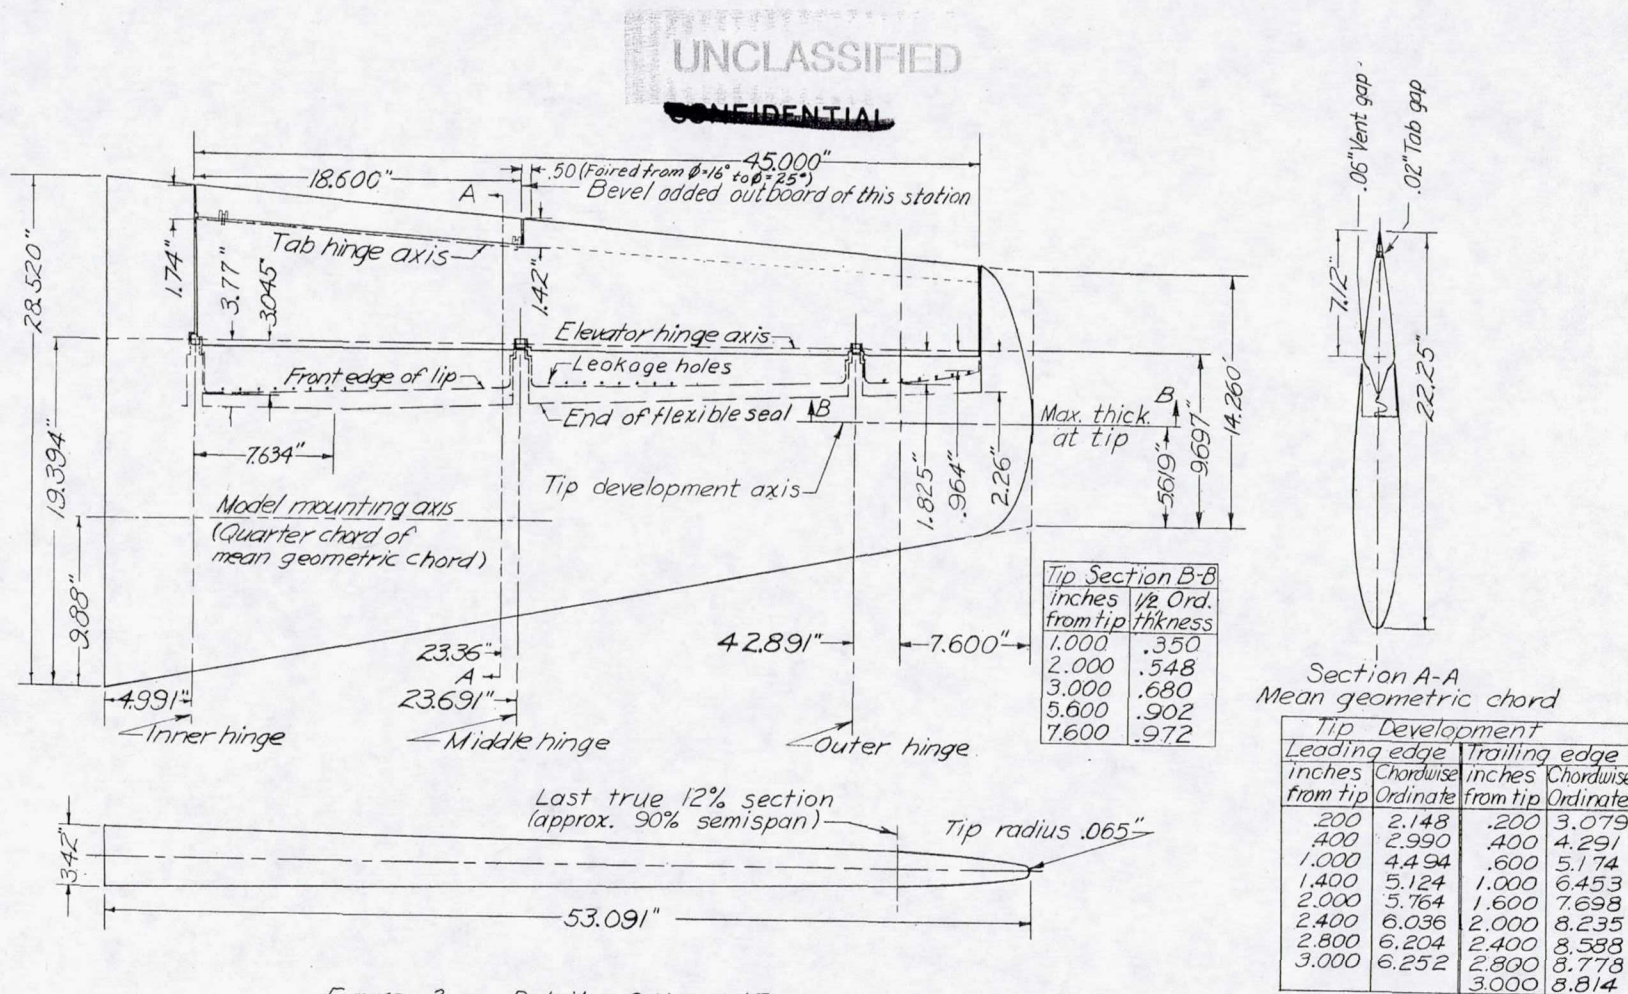 UNCLASSIFIED
CONFIDENTIAL
45.000"
18.600"
.50 (Faired from ϕ=16° to ϕ=25°)
Bevel added outboard of this station
A
Tab hinge axis
28.520"
1.74"
3.77"
3.045"
1.42"
Elevator hinge axis
Leakage holes
Front edge of lip
End of flexible seal
B
B
Max. thick.
at tip
7.634"
Tip development axis
19.394"
Model mounting axis
(Quarter chord of
mean geometric chord)
1.825"
.964"
2.26"
5.619"
9.697"
14.260"
9.88"
23.36"
A
42.891"
7.600"
4.991"
23.691"
Inner hinge
Middle hinge
Outer hinge
.06" Vent gap
.02" Tab gap
7.12"
22.25"
Section A-A
Mean geometric chord
Tip Section B-B
inches 1/2 Ord.
from tip thkness
1.000 .350
2.000 .548
3.000 .680
5.600 .902
7.600 .972
Last true 12% section
(approx. 90% semispan)
Tip radius .065"
3.42"
53.091"
Tip Development
Leading edge Trailing edge
inches Chordwise inches Chordwise
from tip Ordinate from tip Ordinate
.200 2.148 .200 3.079
.400 2.990 .400 4.291
1.000 4.494 .600 5.174
1.400 5.124 1.000 6.453
2.000 5.764 1.600 7.698
2.400 6.036 2.000 8.235
2.800 6.204 2.400 8.588
3.000 6.252 2.800 8.778
3.000 8.814